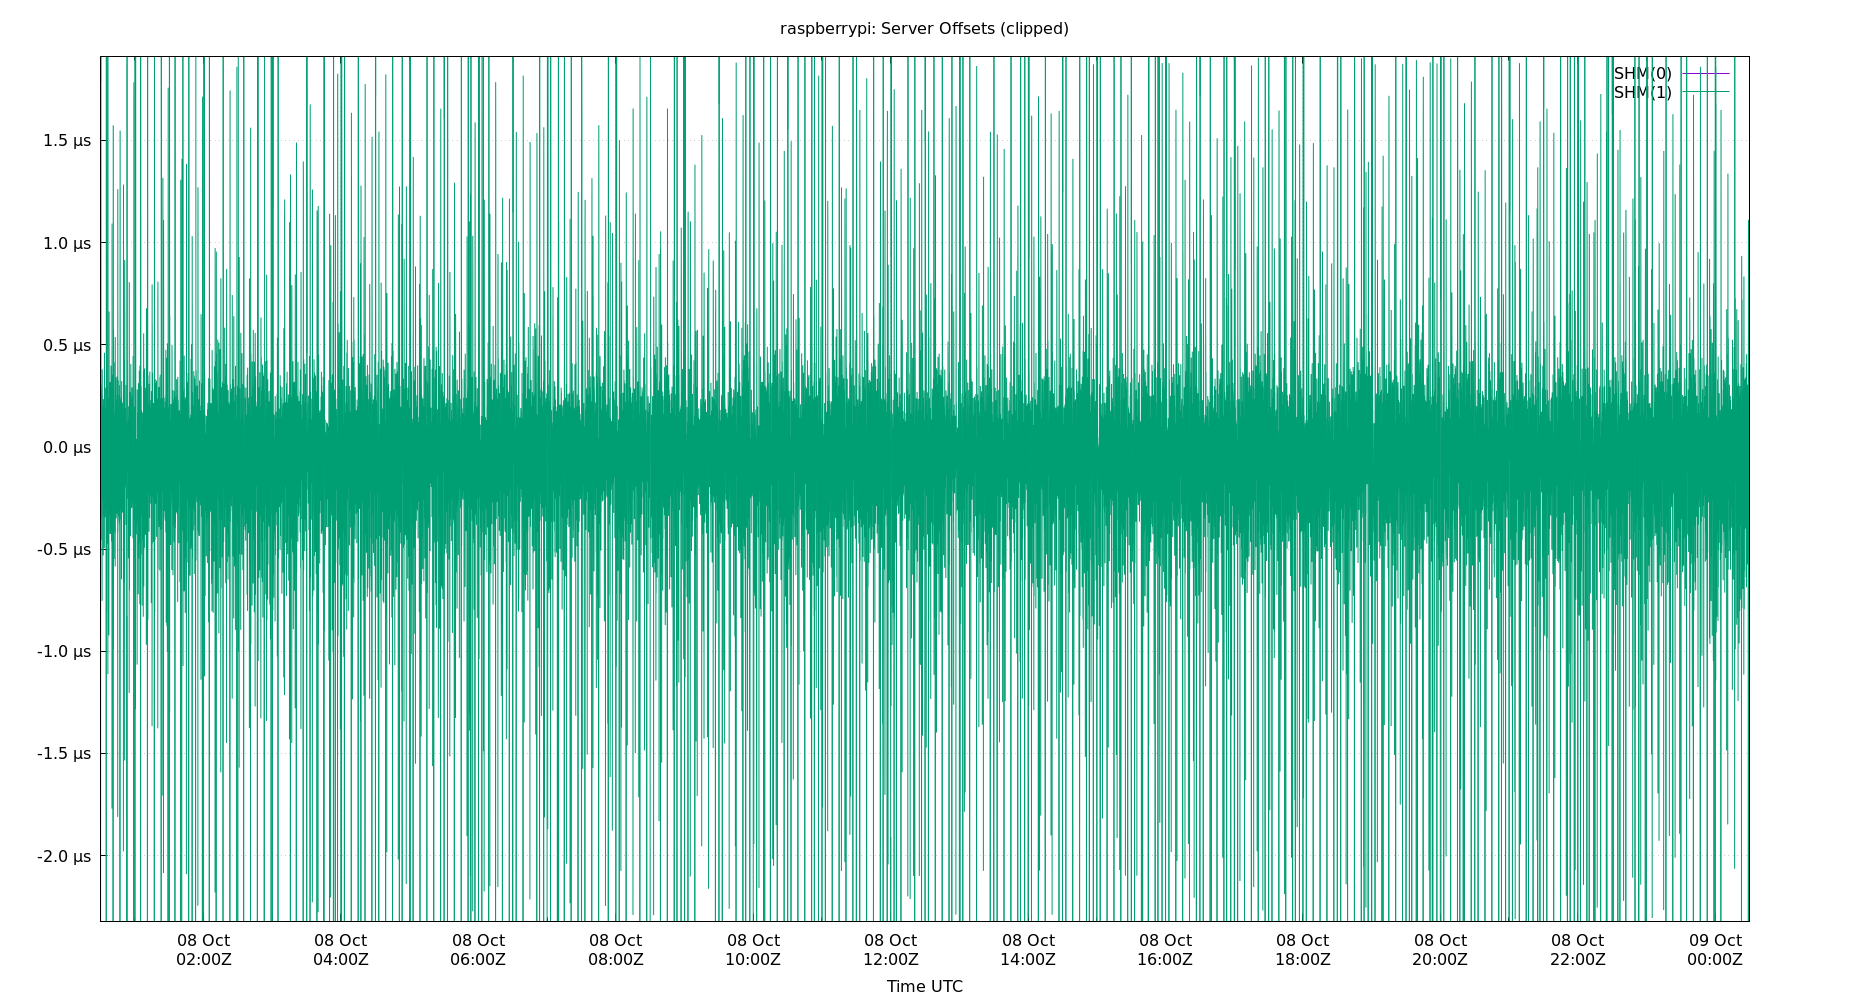 raspberrypi: Server Offsets (clipped)
SHM(0)
SHM(1)
1.5 µs
1.0 µs
0.5 µs
0.0 µs
-0.5 µs
-1.0 µs
-1.5 µs
-2.0 µs
08 Oct 08 Oct 08 Oct 08 Oct 08 Oct 08 Oct 08 Oct 08 Oct 08 Oct 08 Oct 08 Oct 09 Oct
02:00Z 04:00Z 06:00Z 08:00Z 10:00Z 12:00Z 14:00Z 16:00Z 18:00Z 20:00Z 22:00Z 00:00Z
Time UTC